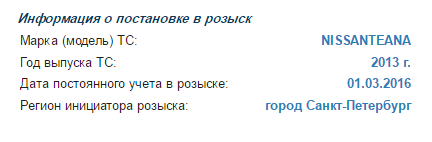 Информация о постановке в розыск
Марка (модель) ТС: NISSANTEANA
Год выпуска ТС: 2013 г.
Дата постоянного учета в розыске: 01.03.2016
Регион инициатора розыска: город Санкт-Петербург